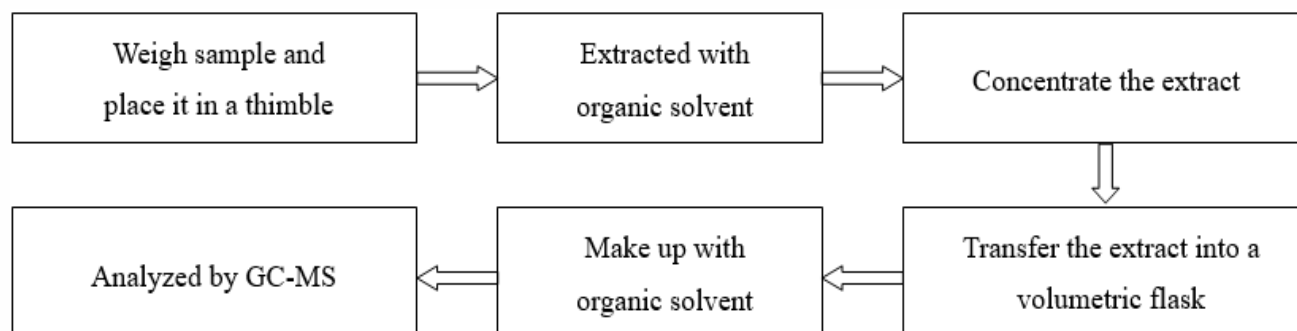 Weigh sample and
place it in a thimble
Extracted with
organic solvent
Concentrate the extract
Transfer the extract into a
volumetric flask
Make up with
organic solvent
Analyzed by GC-MS